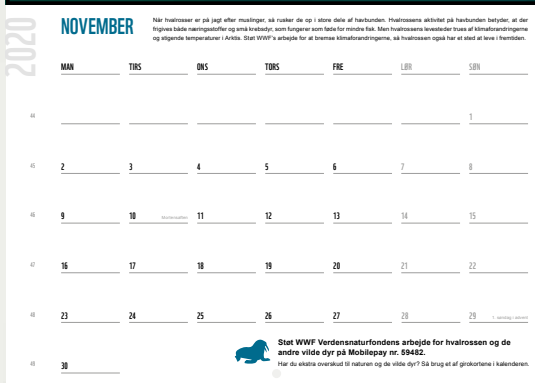 2020
NOVEMBER
Når hvalrosser er på jagt efter muslinger, så rusker de op i store dele af havbunden. Hvalrossens aktivitet på havbunden betyder, at der
frigives både næringsstoffer og små krebsdyr, som fungerer som føde for mindre fisk. Men hvalrossens levesteder trues af klimaforandringerne
og stigende temperaturer i Arktis. Støt WWF's arbejde for at bremse klimaforandringerne, så hvalrossen også har et sted at leve i fremtiden.
MAN TIRS ONS TORS FRE LØR SØN
44 1
45 2 3 4 5 6 7 8
46 9 10 Mortensaften 11 12 13 14 15
47 16 17 18 19 20 21 22
48 23 24 25 26 27 28 29 1. søndag i advent
Støt WWF Verdensnaturfondens arbejde for hvalrossen og de
andre vilde dyr på Mobilepay nr. 59482.
Har du ekstra overskud til naturen og de vilde dyr? Så brug et af girokortene i kalenderen.
49 30